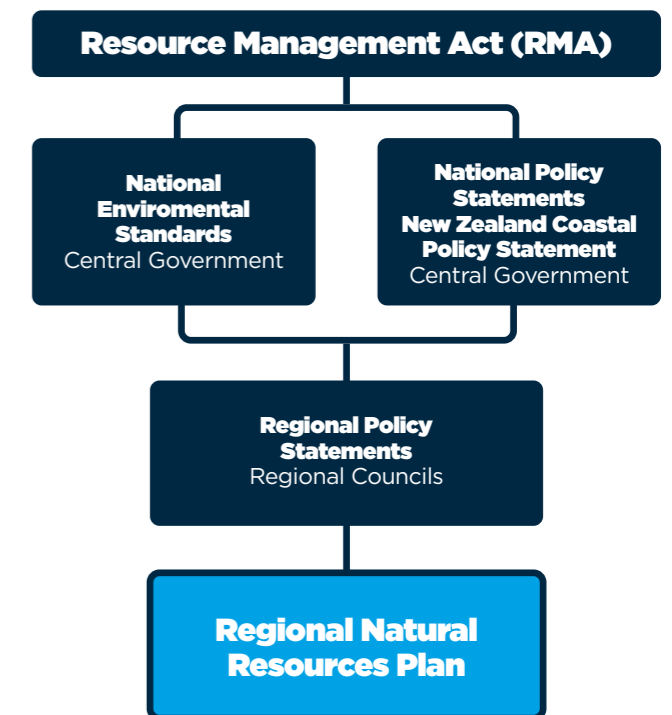 Resource Management Act (RMA)
National
Enviromental
Standards
Central Government
National Policy
Statements
New Zealand Coastal
Policy Statement
Central Government
Regional Policy
Statements
Regional Councils
Regional Natural
Resources Plan